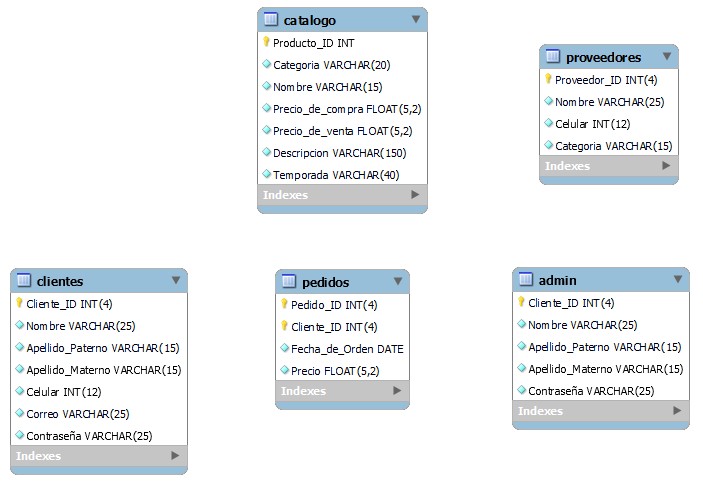 catalogo
Producto_ID INT
Categoria VARCHAR(20)
Nombre VARCHAR(15)
Precio_de_compra FLOAT(5,2)
Precio_de_venta FLOAT(5,2)
Descripcion VARCHAR(150)
Temporada VARCHAR(40)
Indexes
proveedores
Proveedor_ID INT(4)
Nombre VARCHAR(25)
Celular INT(12)
Categoria VARCHAR(15)
Indexes
clientes
Cliente_ID INT(4)
Nombre VARCHAR(25)
Apellido_Paterno VARCHAR(15)
Apellido_Materno VARCHAR(15)
Celular INT(12)
Correo VARCHAR(25)
Contraseña VARCHAR(25)
Indexes
pedidos
Pedido_ID INT(4)
Cliente_ID INT(4)
Fecha_de_Orden DATE
Precio FLOAT(5,2)
Indexes
admin
Cliente_ID INT(4)
Nombre VARCHAR(25)
Apellido_Paterno VARCHAR(15)
Apellido_Materno VARCHAR(15)
Contraseña VARCHAR(25)
Indexes